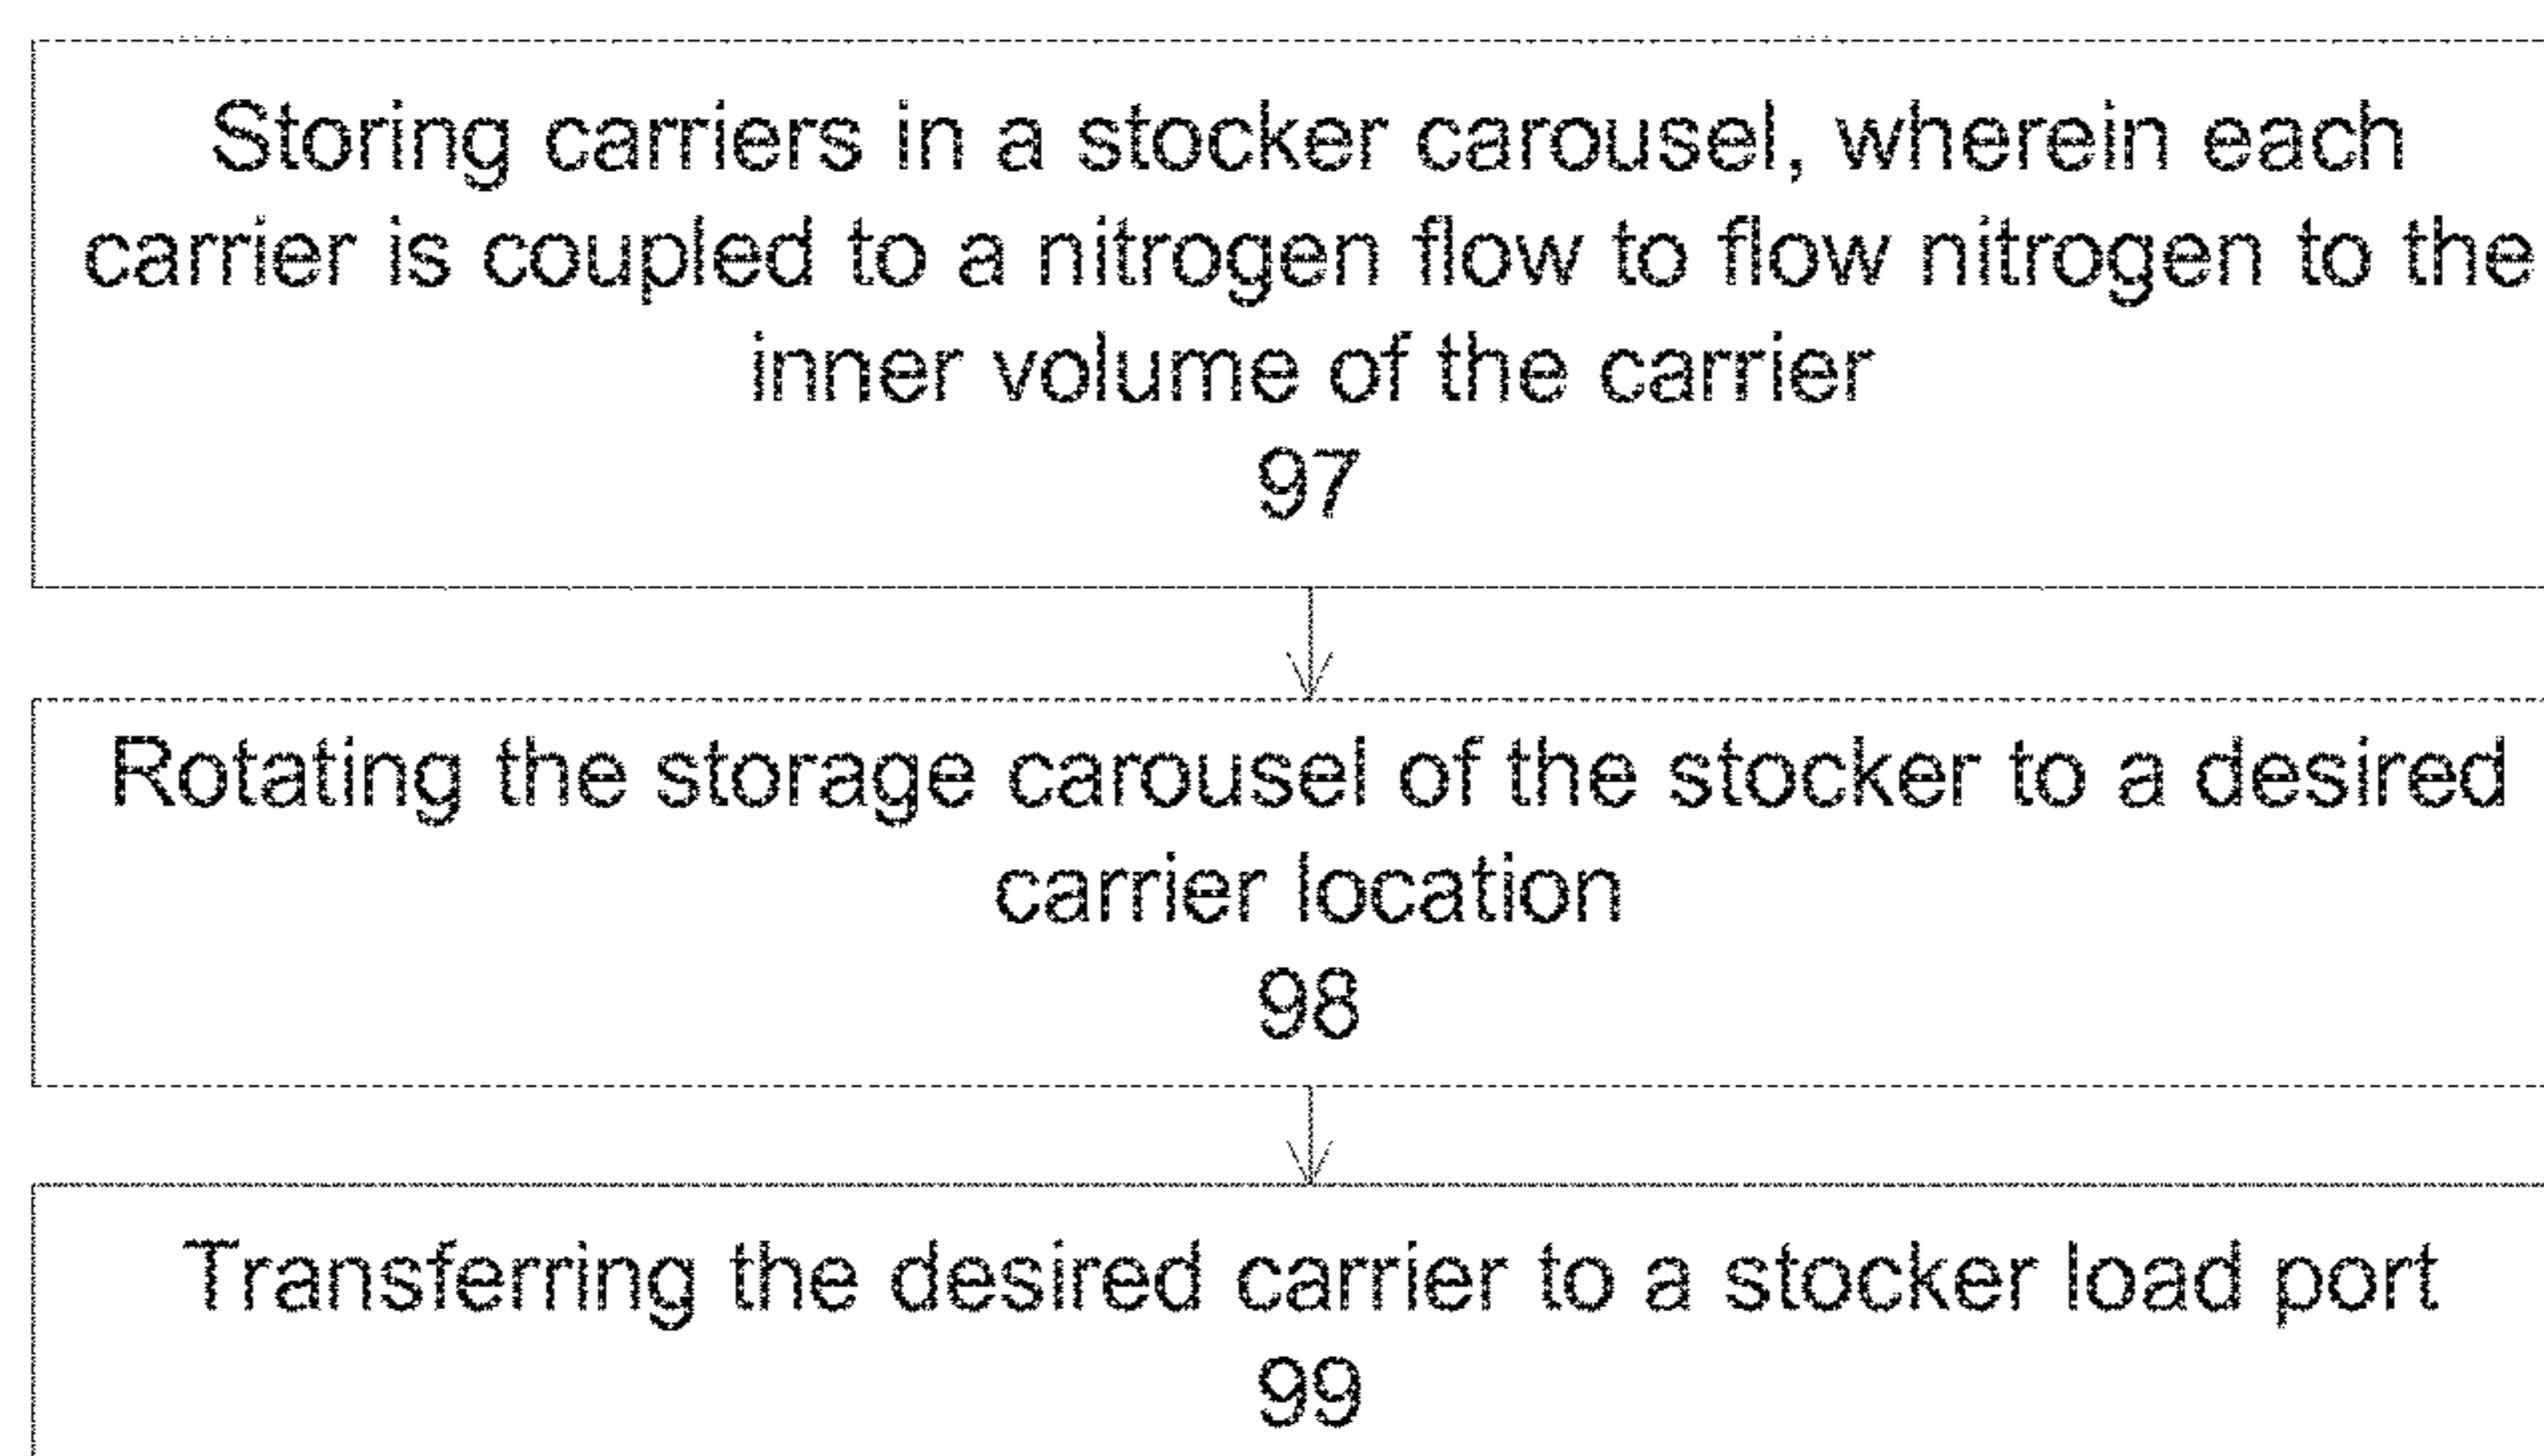 Storing carriers in a stocker carousel, wherein each
carrier is coupled to a nitrogen flow to flow nitrogen to the
inner volume of the carrier
97
Rotating the storage carousel of the stocker to a desired
carrier location
98
Transferring the desired carrier to a stocker load port
99